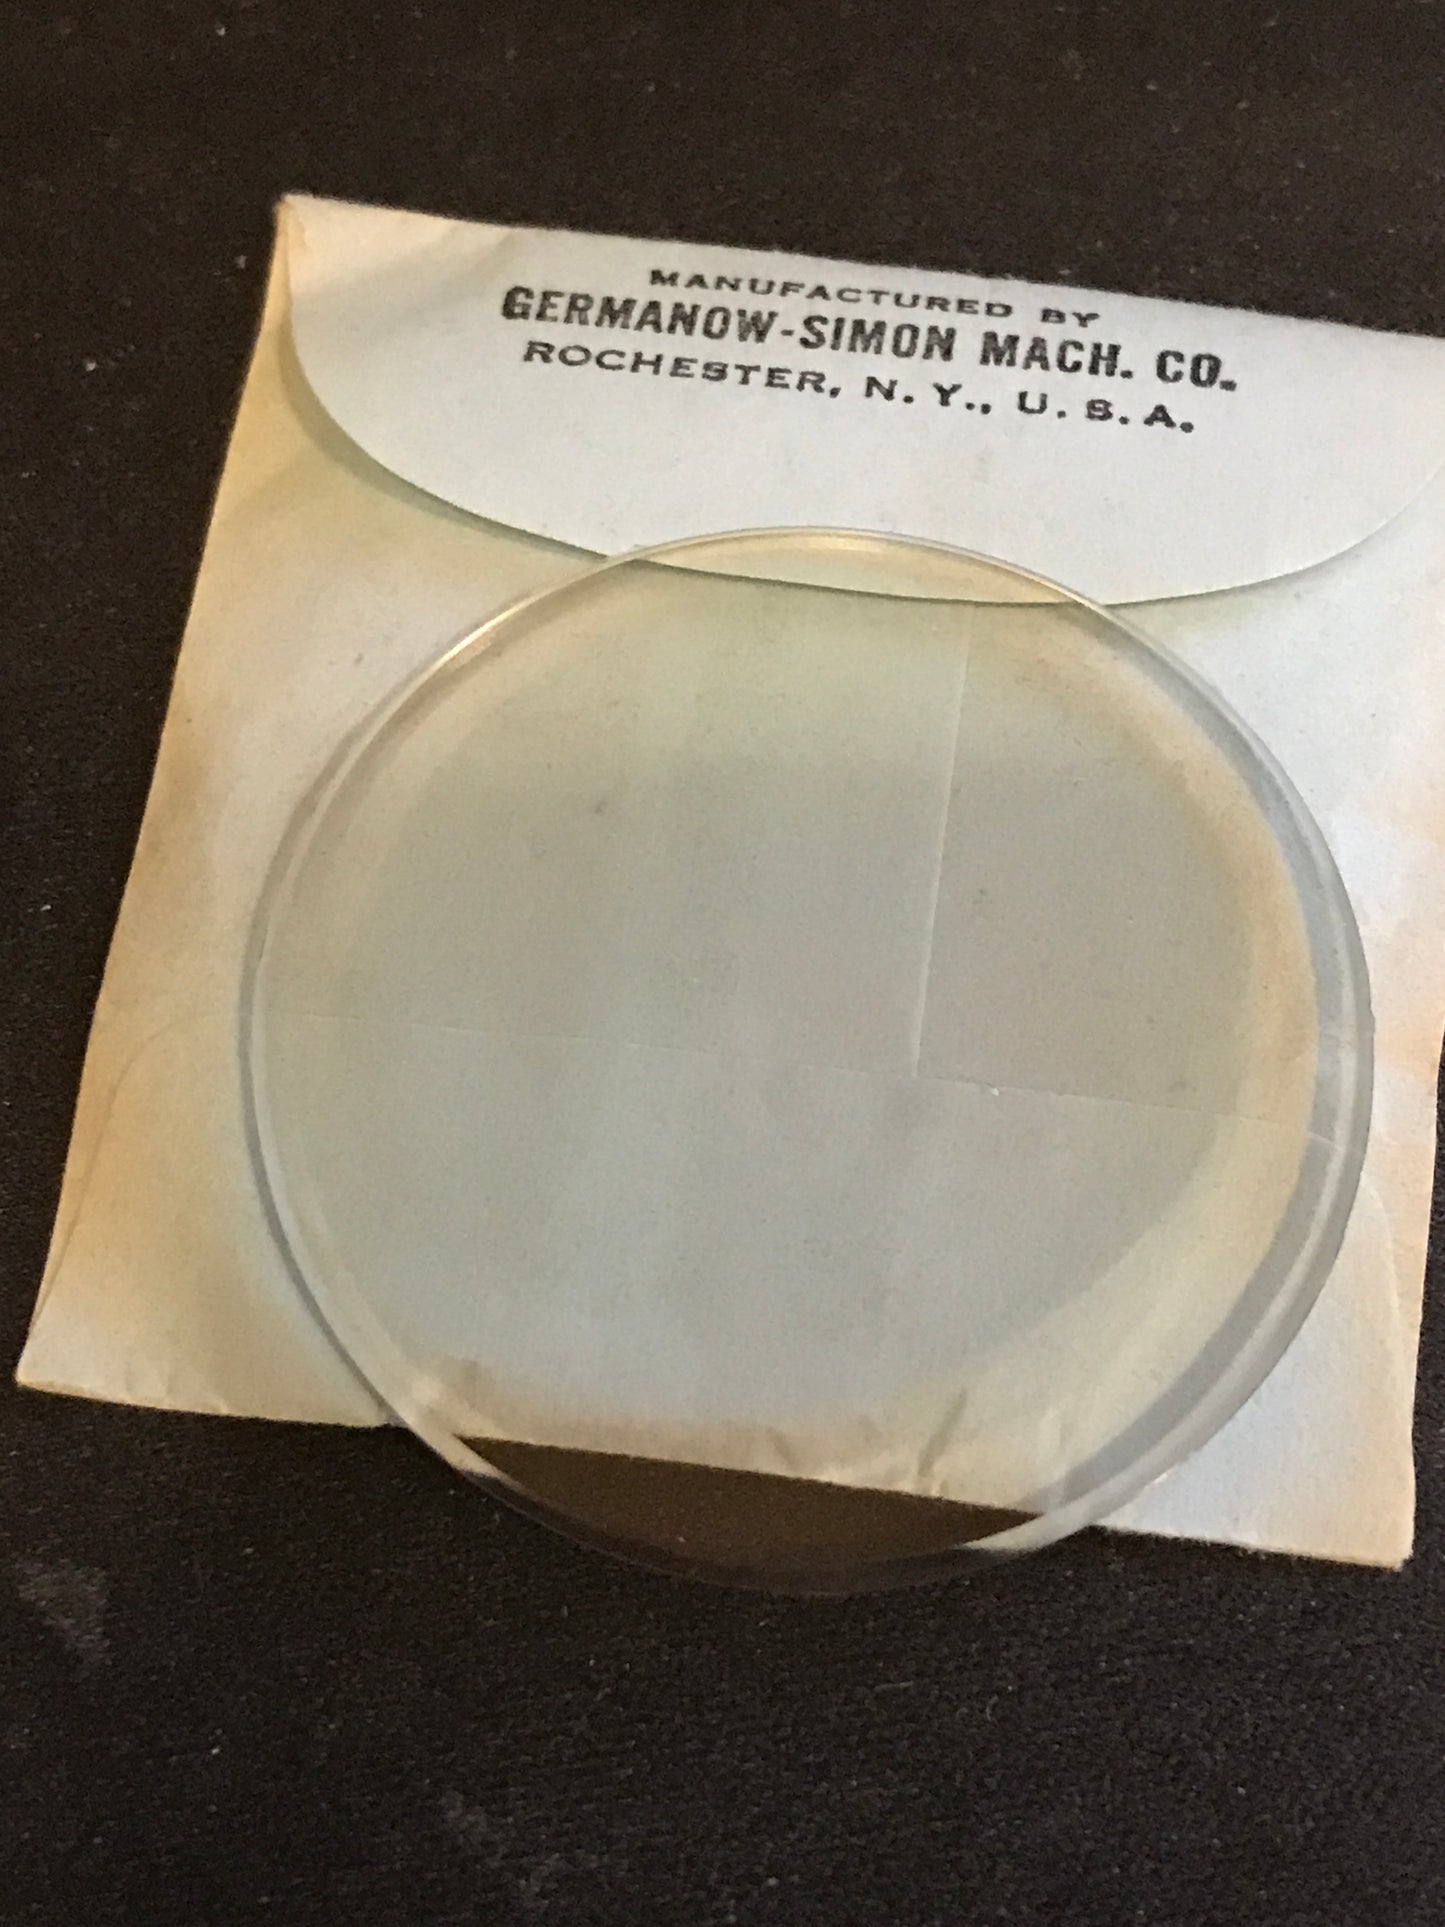 MANUFACTURED BY
GERMANOW-SIMON MACH. CO.
ROCHESTER, N. Y., U. S. A.